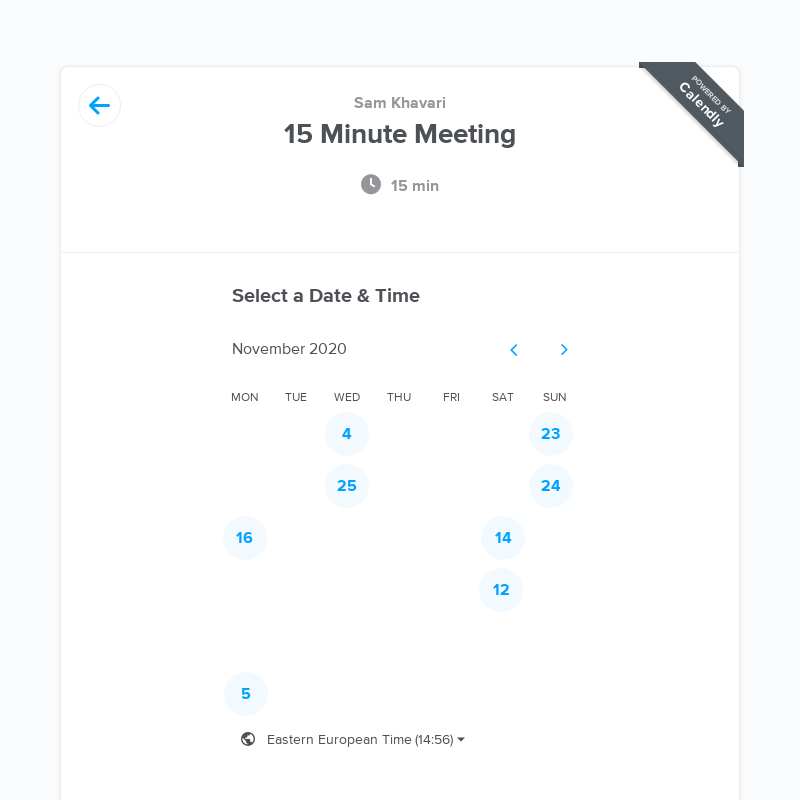 POWERED BY
Calendly
Sam Khavari
15 Minute Meeting
15 min
Select a Date & Time
November 2020
MON TUE WED THU FRI SAT SUN
4 23
25 24
16 14
12
5
Eastern European Time (14:56)